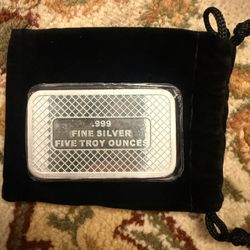 .999
FINE SILVER
FIVE TROY OUNCES